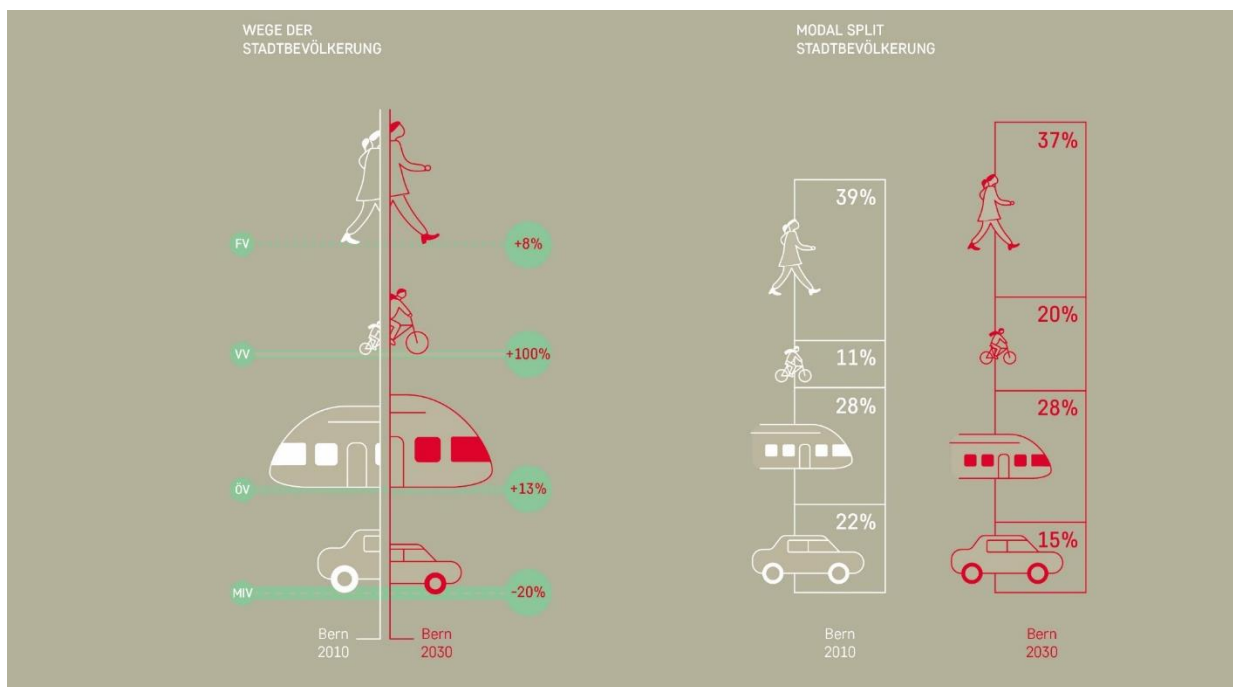 WEGE DER
STADTBEVÖLKERUNG
FV
+8%
VV
+100%
ÖV
+13%
MIV
-20%
Bern
2010
Bern
2030
MODAL SPLIT
STADTBEVÖLKERUNG
39%
11%
28%
22%
Bern
2010
37%
20%
28%
15%
Bern
2030